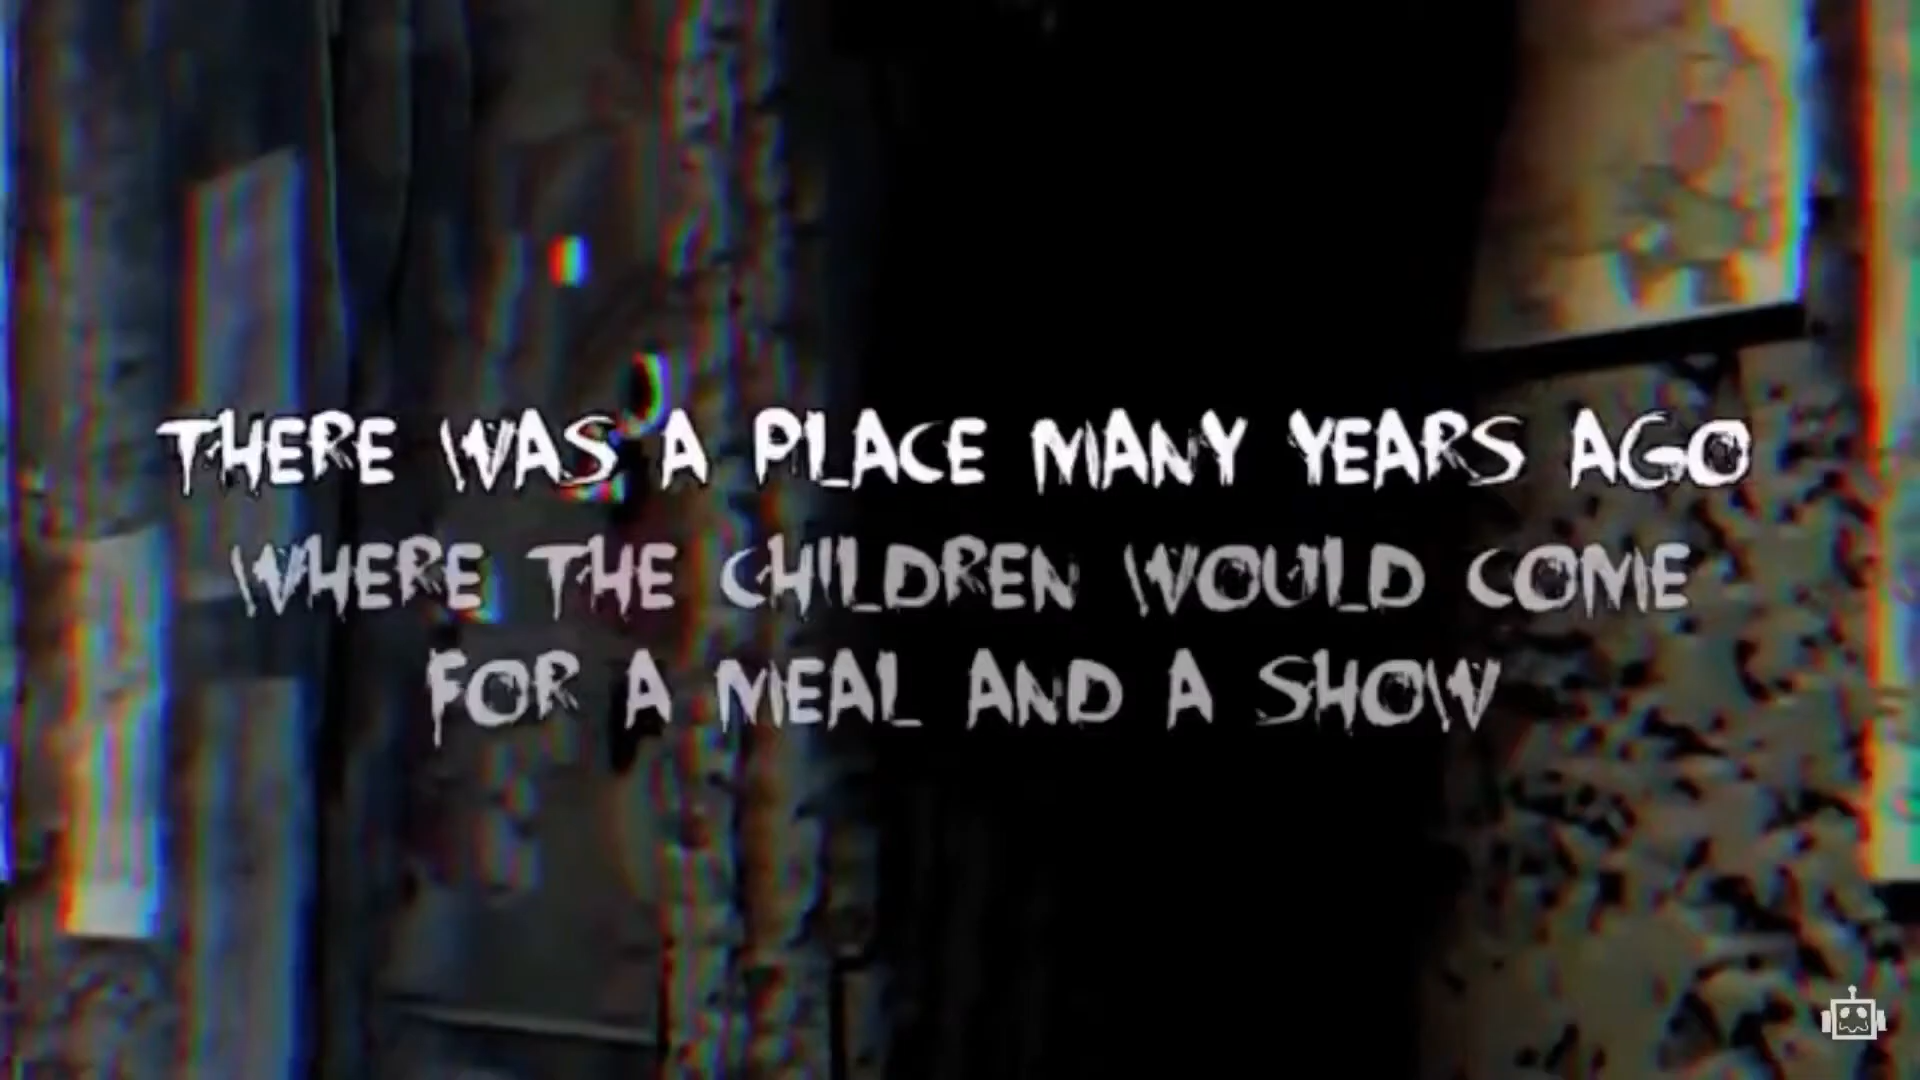 THERE WAS A PLACE MANY YEARS AGO
WHERE THE CHILDREN WOULD COME
FOR A MEAL AND A SHOW